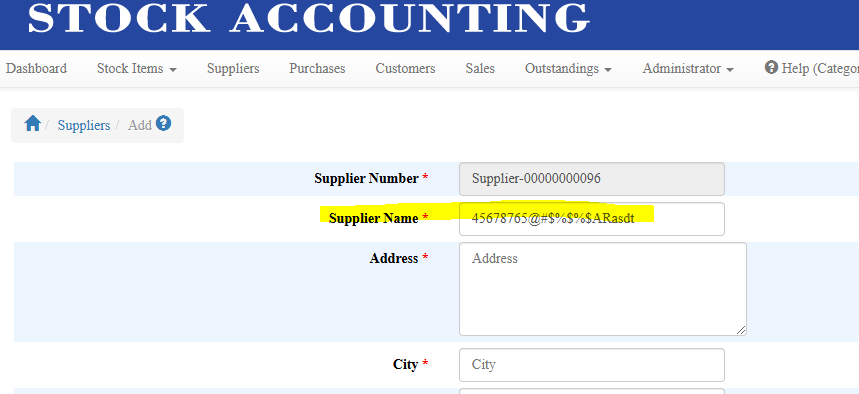 STOCK ACCOUNTING
Dashboard Stock Items Suppliers Purchases Customers Sales Outstandings Administrator ? Help (Categor
/ Suppliers / Add ?
Supplier Number * Supplier-00000000096
Supplier Name * 45678765@#$%$%$ARasdt
Address * Address
City * City